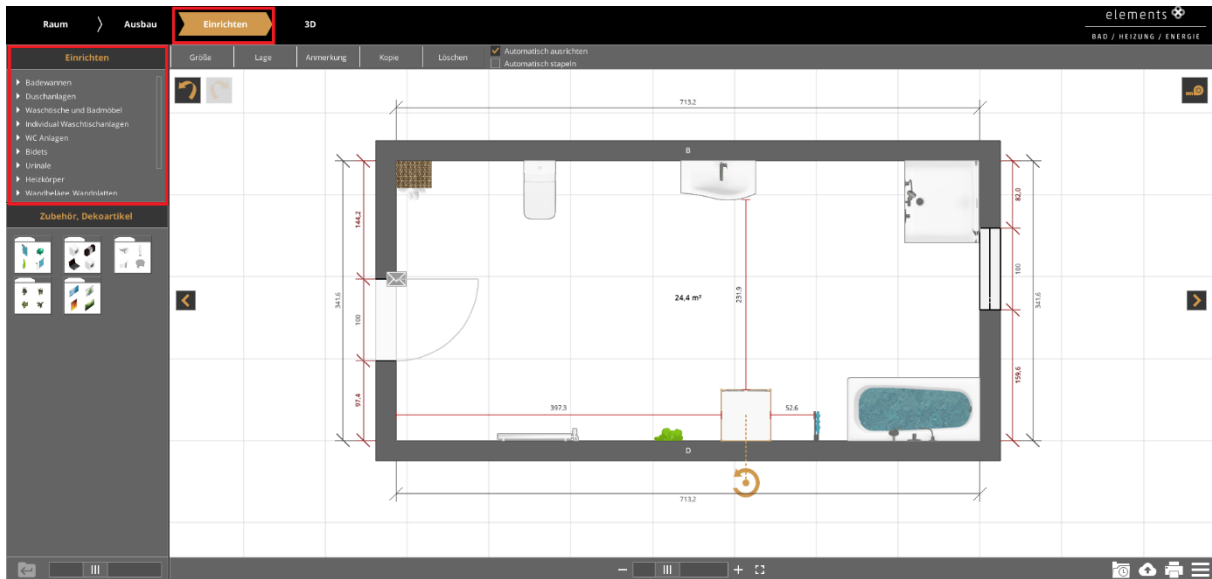 Raum
Ausbau
Einrichten
3D
elements
BAD / HEIZUNG / ENERGIE
Einrichten
Größe
Lage
Anmerkung
Kopie
Löschen
Automatisch ausrichten
Automatisch stapeln
Badewannen
Duschanlagen
Waschtische und Badmöbel
Individual Waschtischanlagen
WC Anlagen
Bidets
Urinale
Heizkörper
Wandbeläge, Wandplatten
Zubehör, Dekoartikel
713,2
B
144,2
82,0
341,6
100
24,4 m²
231,9
100
341,6
97,4
159,6
397,3
52,6
D
713,2